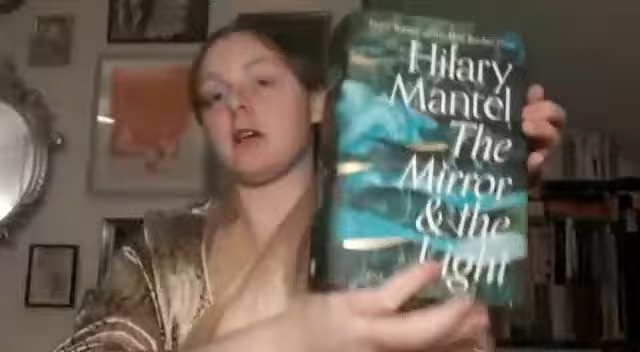 Hilary
Mantel
The
Mirror
& the
Light